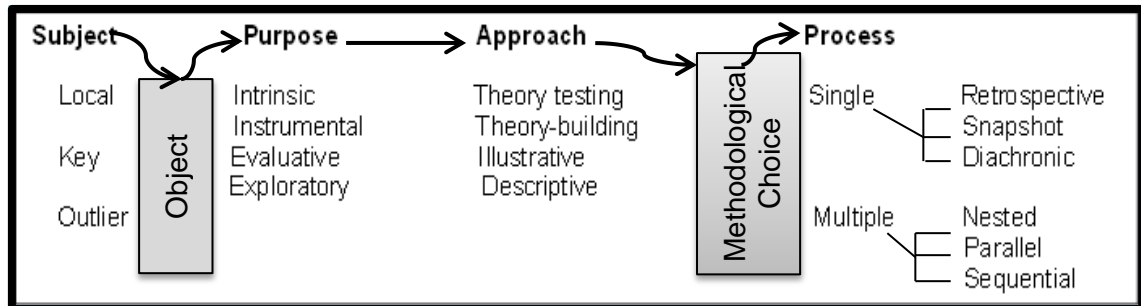 Subject
Purpose
Approach
Process
Local
Key
Outlier
Object
Intrinsic
Instrumental
Evaluative
Exploratory
Theory testing
Theory-building
Illustrative
Descriptive
Methodological
Choice
Single
Retrospective
Snapshot
Diachronic
Multiple
Nested
Parallel
Sequential